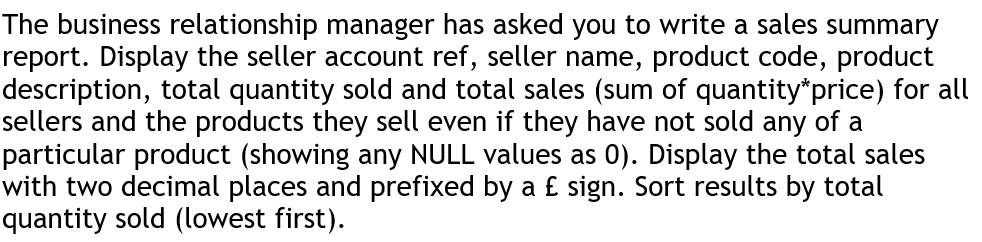 The business relationship manager has asked you to write a sales summary
report. Display the seller account ref, seller name, product code, product
description, total quantity sold and total sales (sum of quantity*price) for all
sellers and the products they sell even if they have not sold any of a
particular product (showing any NULL values as 0). Display the total sales
with two decimal places and prefixed by a £ sign. Sort results by total
quantity sold (lowest first).